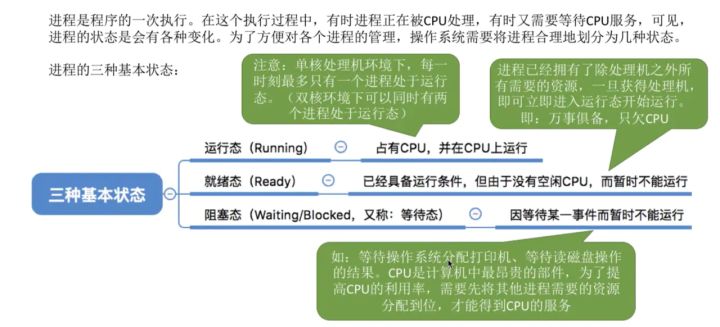 进程是程序的一次执行。在这个执行过程中，有时进程正在被CPU处理，有时又需要等待CPU服务，可见，
进程的状态是会有各种变化。为了方便对各个进程的管理，操作系统需要将进程合理地划分为几种状态。
进程的三种基本状态：
注意：单核处理机环境下，每一
时刻最多只有一个进程处于运行
态。（双核环境下可以同时有两
个进程处于运行态）
进程已经拥有了除处理机之外所
有需要的资源，一旦获得处理机，
即可立即进入运行态开始运行。
即：万事俱备，只欠CPU
三种基本状态
运行态（Running）
占有CPU，并在CPU上运行
就绪态（Ready）
已经具备运行条件，但由于没有空闲CPU，而暂时不能运行
阻塞态（Waiting/Blocked，又称：等待态）
因等待某一事件而暂时不能运行
如：等待操作系统分配打印机、等待读磁盘操作
的结果。CPU是计算机中最昂贵的部件，为了提
高CPU的利用率，需要先将其他进程需要的资源
分配到位，才能得到CPU的服务